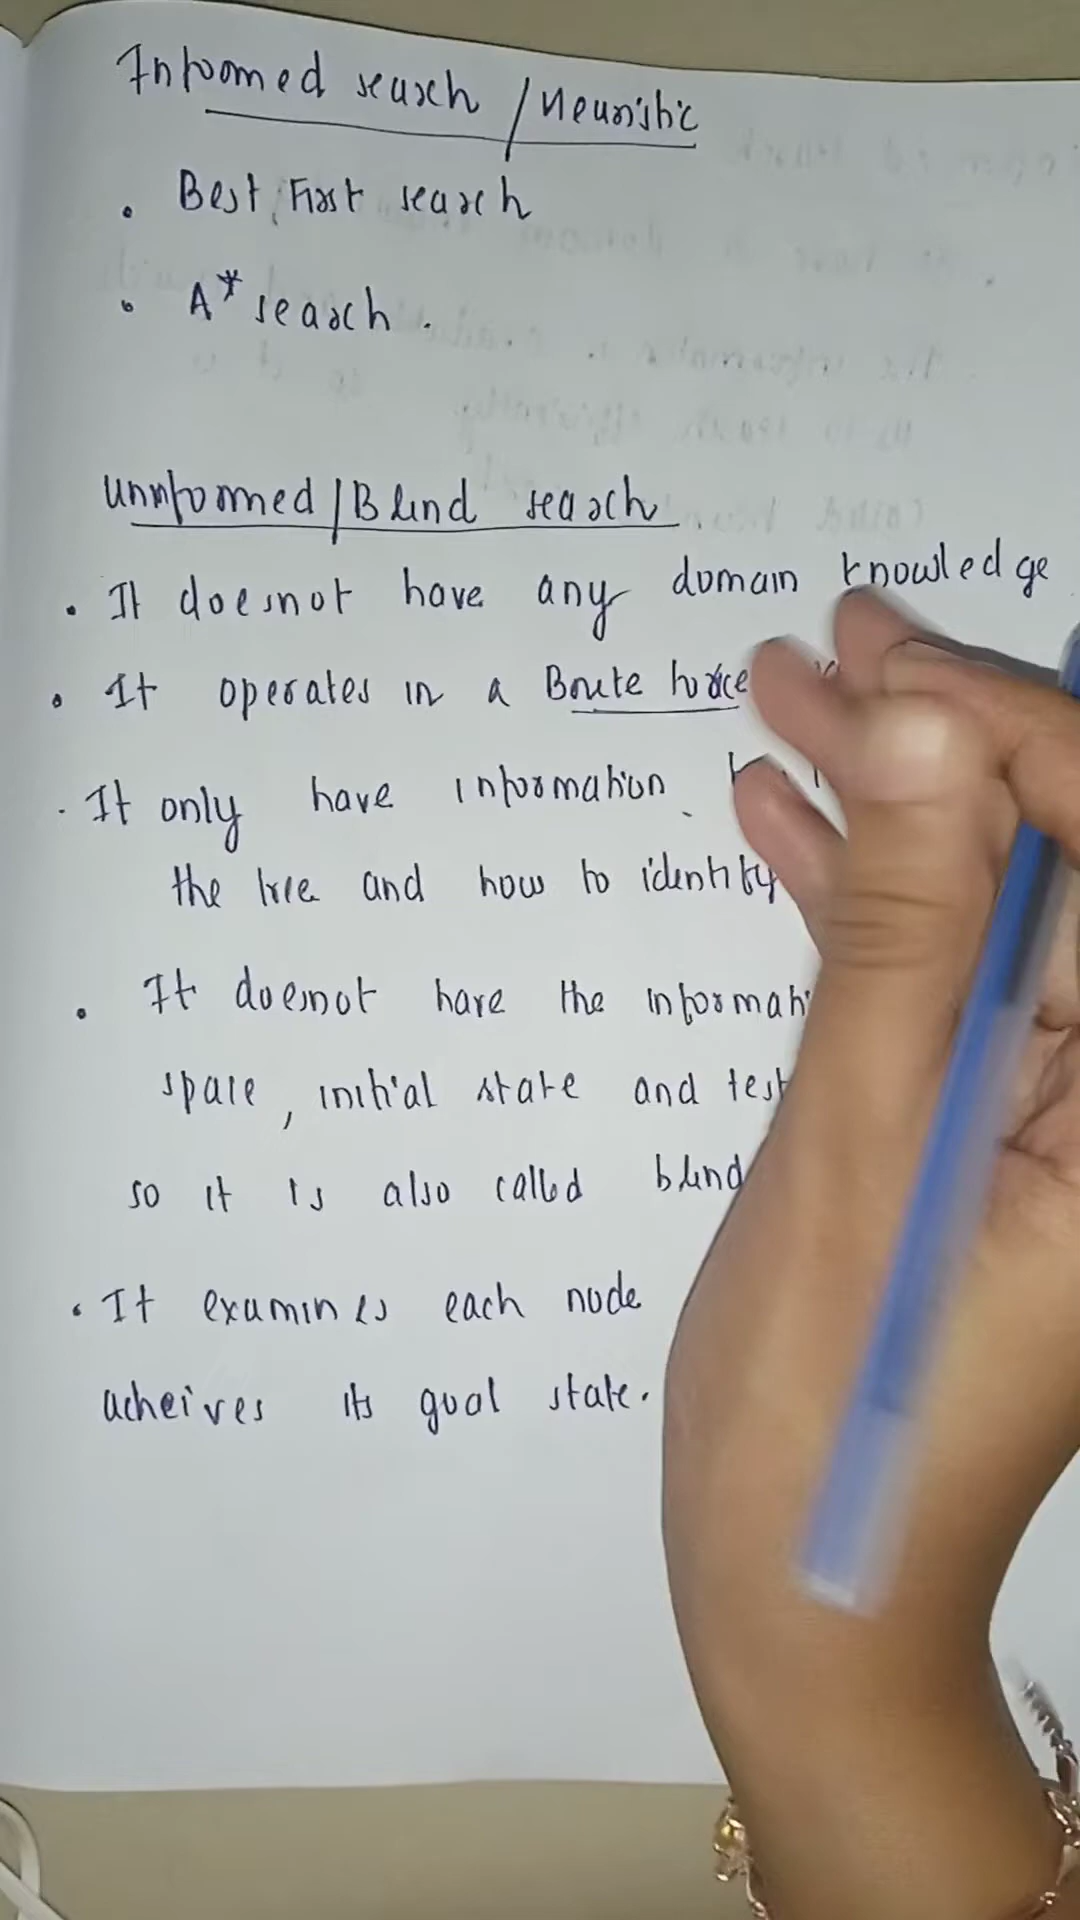 Informed search / Heuristic
• Best First search
• A* search.
Uninformed / Blind search
• It doesnot have any domain knowledge
• It operates in a Brute force
• It only have information
the tree and how to identify
• It doesnot have the informati
space, initial state and test
so it is also called blind
• It examines each node
acheives its goal state.